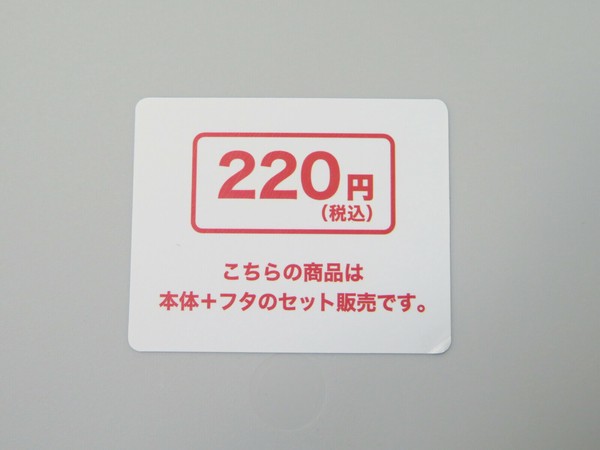 220円
(税込)
こちらの商品は
本体＋フタのセット販売です。